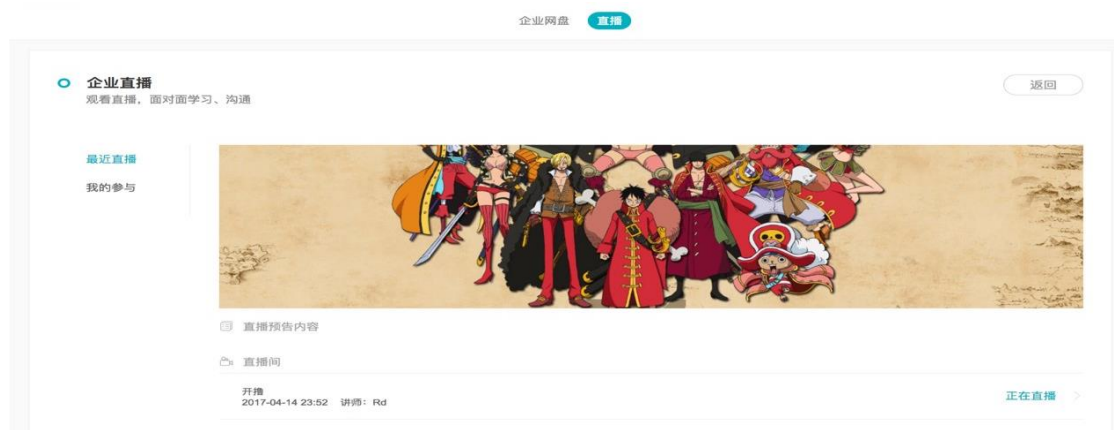 企业网盘 直播
企业直播
返回
观看直播，面对面学习、沟通
最近直播
我的参与
直播预告内容
直播间
开撸
2017-04-14 23:52 讲师：Rd
正在直播